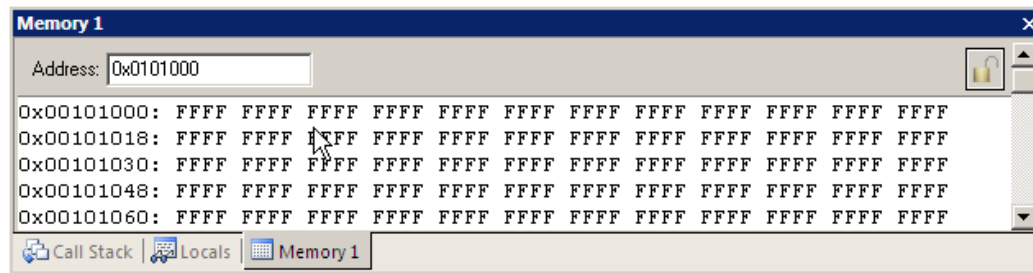 Memory 1
Address: 0x0101000
0x00101000: FFFF FFFF FFFF FFFF FFFF FFFF FFFF FFFF FFFF FFFF FFFF FFFF
0x00101018: FFFF FFFF FFFF FFFF FFFF FFFF FFFF FFFF FFFF FFFF FFFF FFFF
0x00101030: FFFF FFFF FFFF FFFF FFFF FFFF FFFF FFFF FFFF FFFF FFFF FFFF
0x00101048: FFFF FFFF FFFF FFFF FFFF FFFF FFFF FFFF FFFF FFFF FFFF FFFF
0x00101060: FFFF FFFF FFFF FFFF FFFF FFFF FFFF FFFF FFFF FFFF FFFF FFFF
Call Stack Locals Memory 1